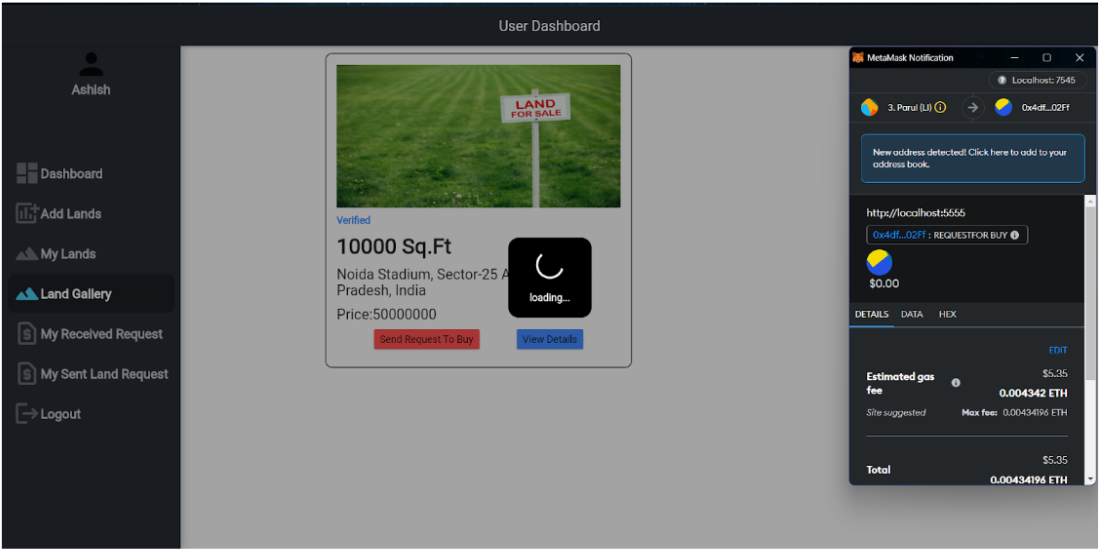 User Dashboard
Ashish
Dashboard
Add Lands
My Lands
Land Gallery
My Received Request
My Sent Land Request
Logout
LAND
FOR SALE
Verified
10000 Sq.Ft
Noida Stadium, Sector-25 A
Pradesh, India
Price:50000000
Send Request To Buy
View Details
loading...
MetaMask Notification
Localhost: 7545
3. Parul (LI)
0x4df...02Ff
New address detected! Click here to add to your
address book.
http://localhost:5555
0x4df...02Ff : REQUESTFOR BUY
$0.00
DETAILS DATA HEX
EDIT
Estimated gas
fee
$5.35
0.004342 ETH
Site suggested
Max fee: 0.00434196 ETH
Total
$5.35
0.00434196 ETH